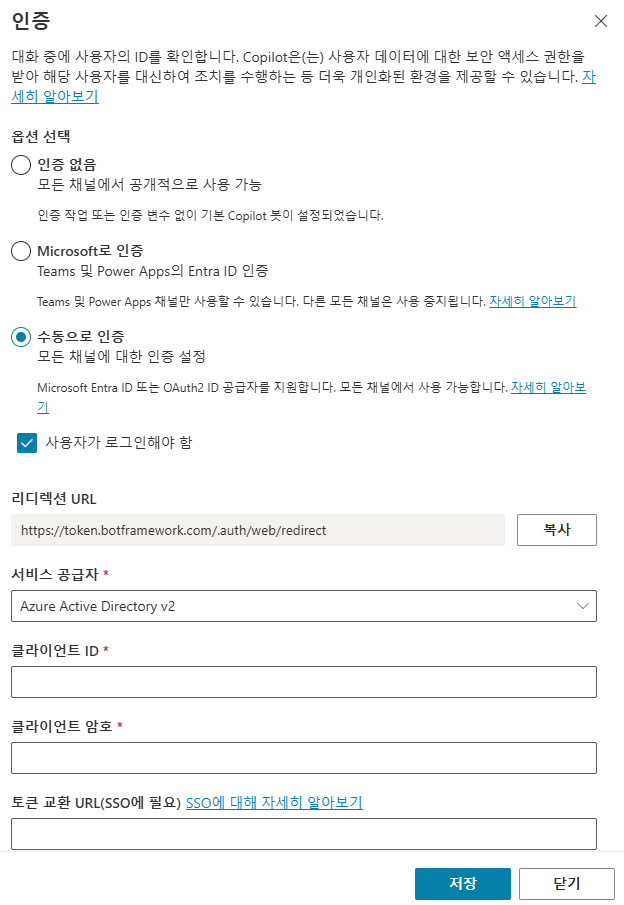 인증
대화 중에 사용자의 ID를 확인합니다. Copilot은(는) 사용자 데이터에 대한 보안 액세스 권한을
받아 해당 사용자를 대신하여 조치를 수행하는 등 더욱 개인화된 환경을 제공할 수 있습니다. 자
세히 알아보기
옵션 선택
인증 없음
모든 채널에서 공개적으로 사용 가능
인증 작업 또는 인증 변수 없이 기본 Copilot 봇이 설정되었습니다.
Microsoft로 인증
Teams 및 Power Apps의 Entra ID 인증
Teams 및 Power Apps 채널만 사용할 수 있습니다. 다른 모든 채널은 사용 중지됩니다. 자세히 알아보기
수동으로 인증
모든 채널에 대한 인증 설정
Microsoft Entra ID 또는 OAuth2 ID 공급자를 지원합니다. 모든 채널에서 사용 가능합니다. 자세히 알아보
기
사용자가 로그인해야 함
리디렉션 URL
https://token.botframework.com/.auth/web/redirect
복사
서비스 공급자 *
Azure Active Directory v2
클라이언트 ID *
클라이언트 암호 *
토큰 교환 URL(SSO에 필요) SSO에 대해 자세히 알아보기
저장
닫기